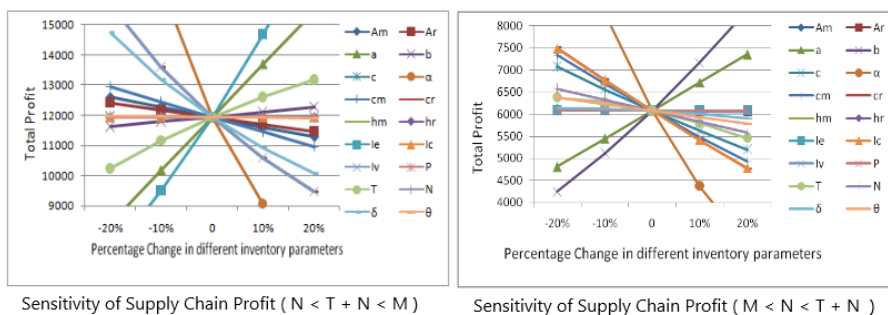 15000
14000
13000
12000
11000
10000
9000
Total Profit
-20% -10% 0 10% 20%
Percentage Change in different inventory parameters
Am Ar
a b
c α
cm cr
hm hr
Ie Ic
Iv P
T N
δ θ
Sensitivity of Supply Chain Profit ( N < T + N < M )
8000
7500
7000
6500
6000
5500
5000
4500
4000
Total Profit
-20% -10% 0 10% 20%
Percentage Change in different inventory parameters
Am Ar
a b
c α
cm cr
hm hr
Ie Ic
Iv P
T N
δ θ
Sensitivity of Supply Chain Profit ( M < N < T + N )